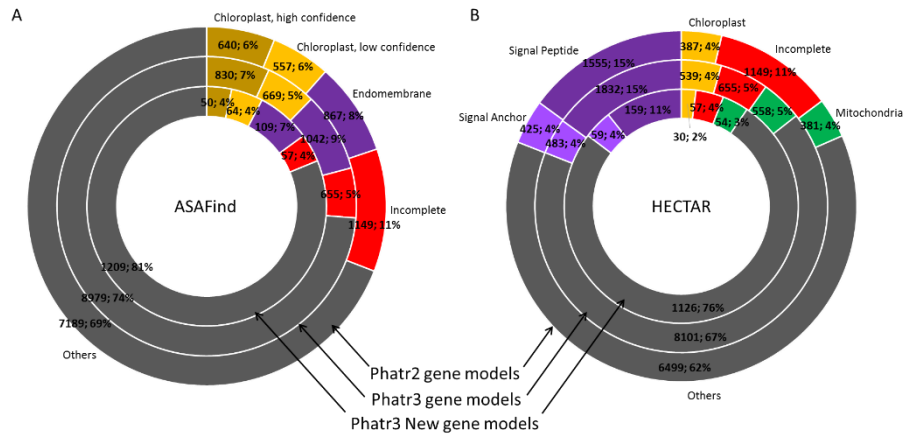 A
Chloroplast, high confidence
Chloroplast, low confidence
Endomembrane
Incomplete
Others
640; 6%
557; 6%
867; 8%
1149; 11%
7189; 69%
830; 7%
669; 5%
1042; 9%
655; 5%
8979; 74%
50; 4%
64; 4%
109; 7%
57; 4%
1209; 81%
ASAFind
B
Chloroplast
Incomplete
Mitochondria
Signal Peptide
Signal Anchor
Others
387; 4%
1149; 11%
381; 4%
6499; 62%
425; 4%
1555; 15%
539; 4%
655; 5%
558; 5%
8101; 67%
483; 4%
1832; 15%
30; 2%
57; 4%
54; 3%
1126; 76%
59; 4%
159; 11%
HECTAR
Phatr2 gene models
Phatr3 gene models
Phatr3 New gene models